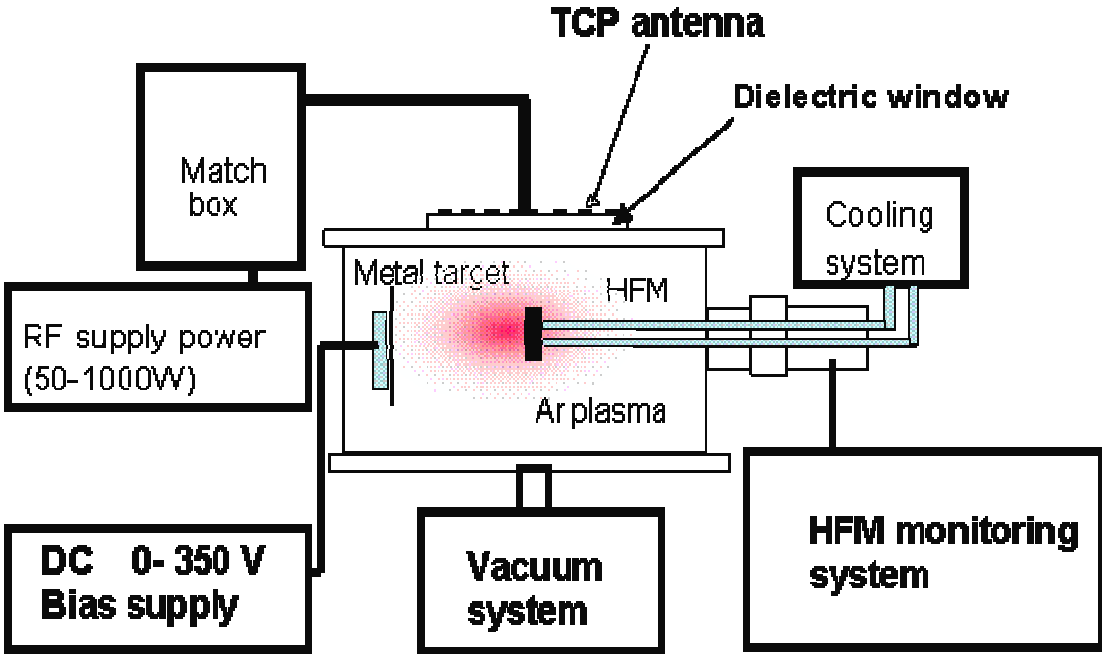 TCP antenna
Dielectric window
Match
box
Cooling
system
Metal target
HFM
RF supply power
(50-1000W)
Ar plasma
DC 0- 350 V
Bias supply
Vacuum
system
HFM monitoring
system